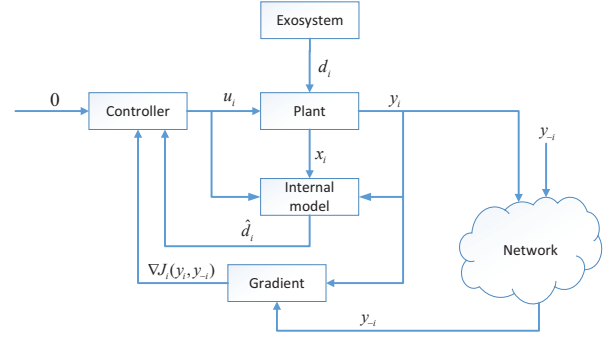 Exosystem
d_i
0
Controller
u_i
Plant
y_i
y_{-i}
x_i
Internal
model
\hat{d}_i
Network
∇J_i(y_i, y_{-i})
Gradient
y_{-i}